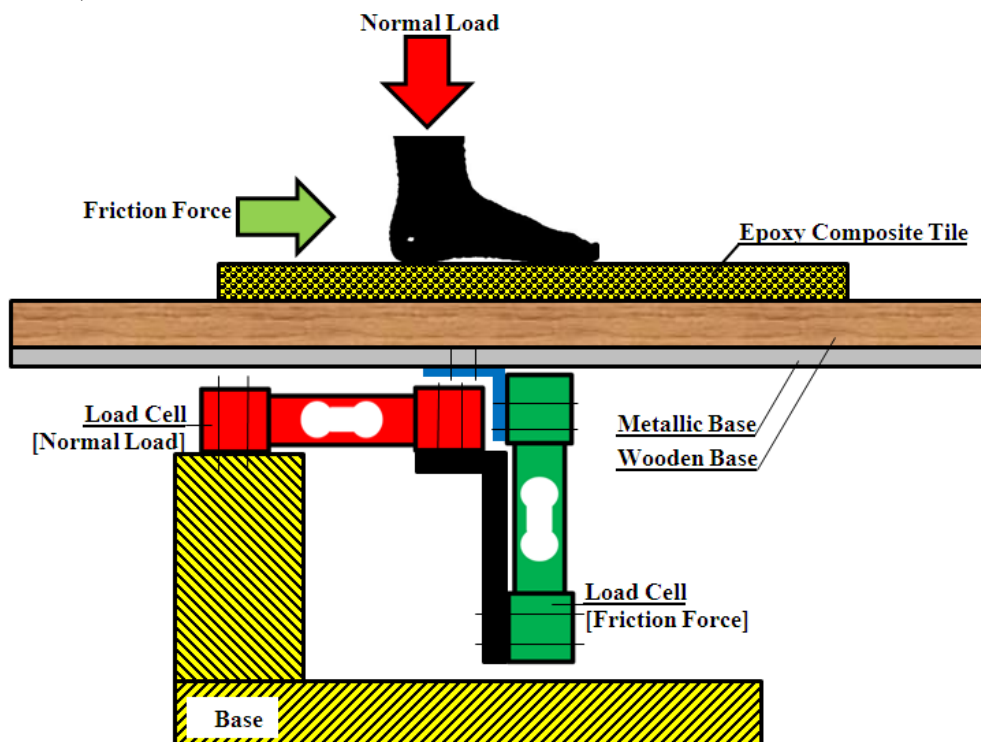 Normal Load
Friction Force
Epoxy Composite Tile
Load Cell
[Normal Load]
Metallic Base
Wooden Base
Load Cell
[Friction Force]
Base